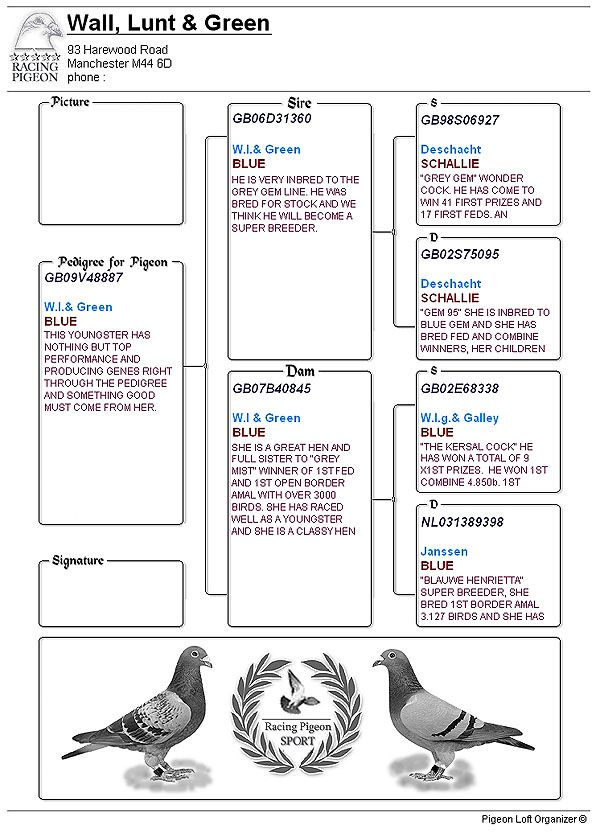 Wall, Lunt & Green
93 Harewood Road
Manchester M44 6D
phone :
RACING
PIGEON
Picture
Pedigree for Pigeon
GB09V48887
W.l.& Green
BLUE
THIS YOUNGSTER HAS
NOTHING BUT TOP
PERFORMANCE AND
PRODUCING GENES RIGHT
THROUGH THE PEDIGREE
AND SOMETHING GOOD
MUST COME FROM HER.
Signature
Sire
GB06D31360
W.l.& Green
BLUE
HE IS VERY INBRED TO THE
GREY GEM LINE. HE WAS
BRED FOR STOCK AND WE
THINK HE WILL BECOME A
SUPER BREEDER.
Dam
GB07B40845
W.l & Green
BLUE
SHE IS A GREAT HEN AND
FULL SISTER TO "GREY
MIST" WINNER OF 1ST FED
AND 1ST OPEN BORDER
AMAL WITH OVER 3000
BIRDS. SHE HAS RACED
WELL AS A YOUNGSTER
AND SHE IS A CLASSY HEN
S
GB98S06927
Deschacht
SCHALLIE
"GREY GEM" WONDER
COCK. HE HAS COME TO
WIN 41 FIRST PRIZES AND
17 FIRST FEDS. AN
D
GB02S75095
Deschacht
SCHALLIE
"GEM 95" SHE IS INBRED TO
BLUE GEM AND SHE HAS
BRED FED AND COMBINE
WINNERS, HER CHILDREN
S
GB02E68338
W.l.g.& Galley
BLUE
"THE KERSAL COCK" HE
HAS WON A TOTAL OF 9
X1ST PRIZES. HE WON 1ST
COMBINE 4.850b. 1ST
D
NL031389398
Janssen
BLUE
"BLAUWE HENRIETTA"
SUPER BREEDER, SHE
BRED 1ST BORDER AMAL
3.127 BIRDS AND SHE HAS
Racing Pigeon
SPORT
Pigeon Loft Organizer ©